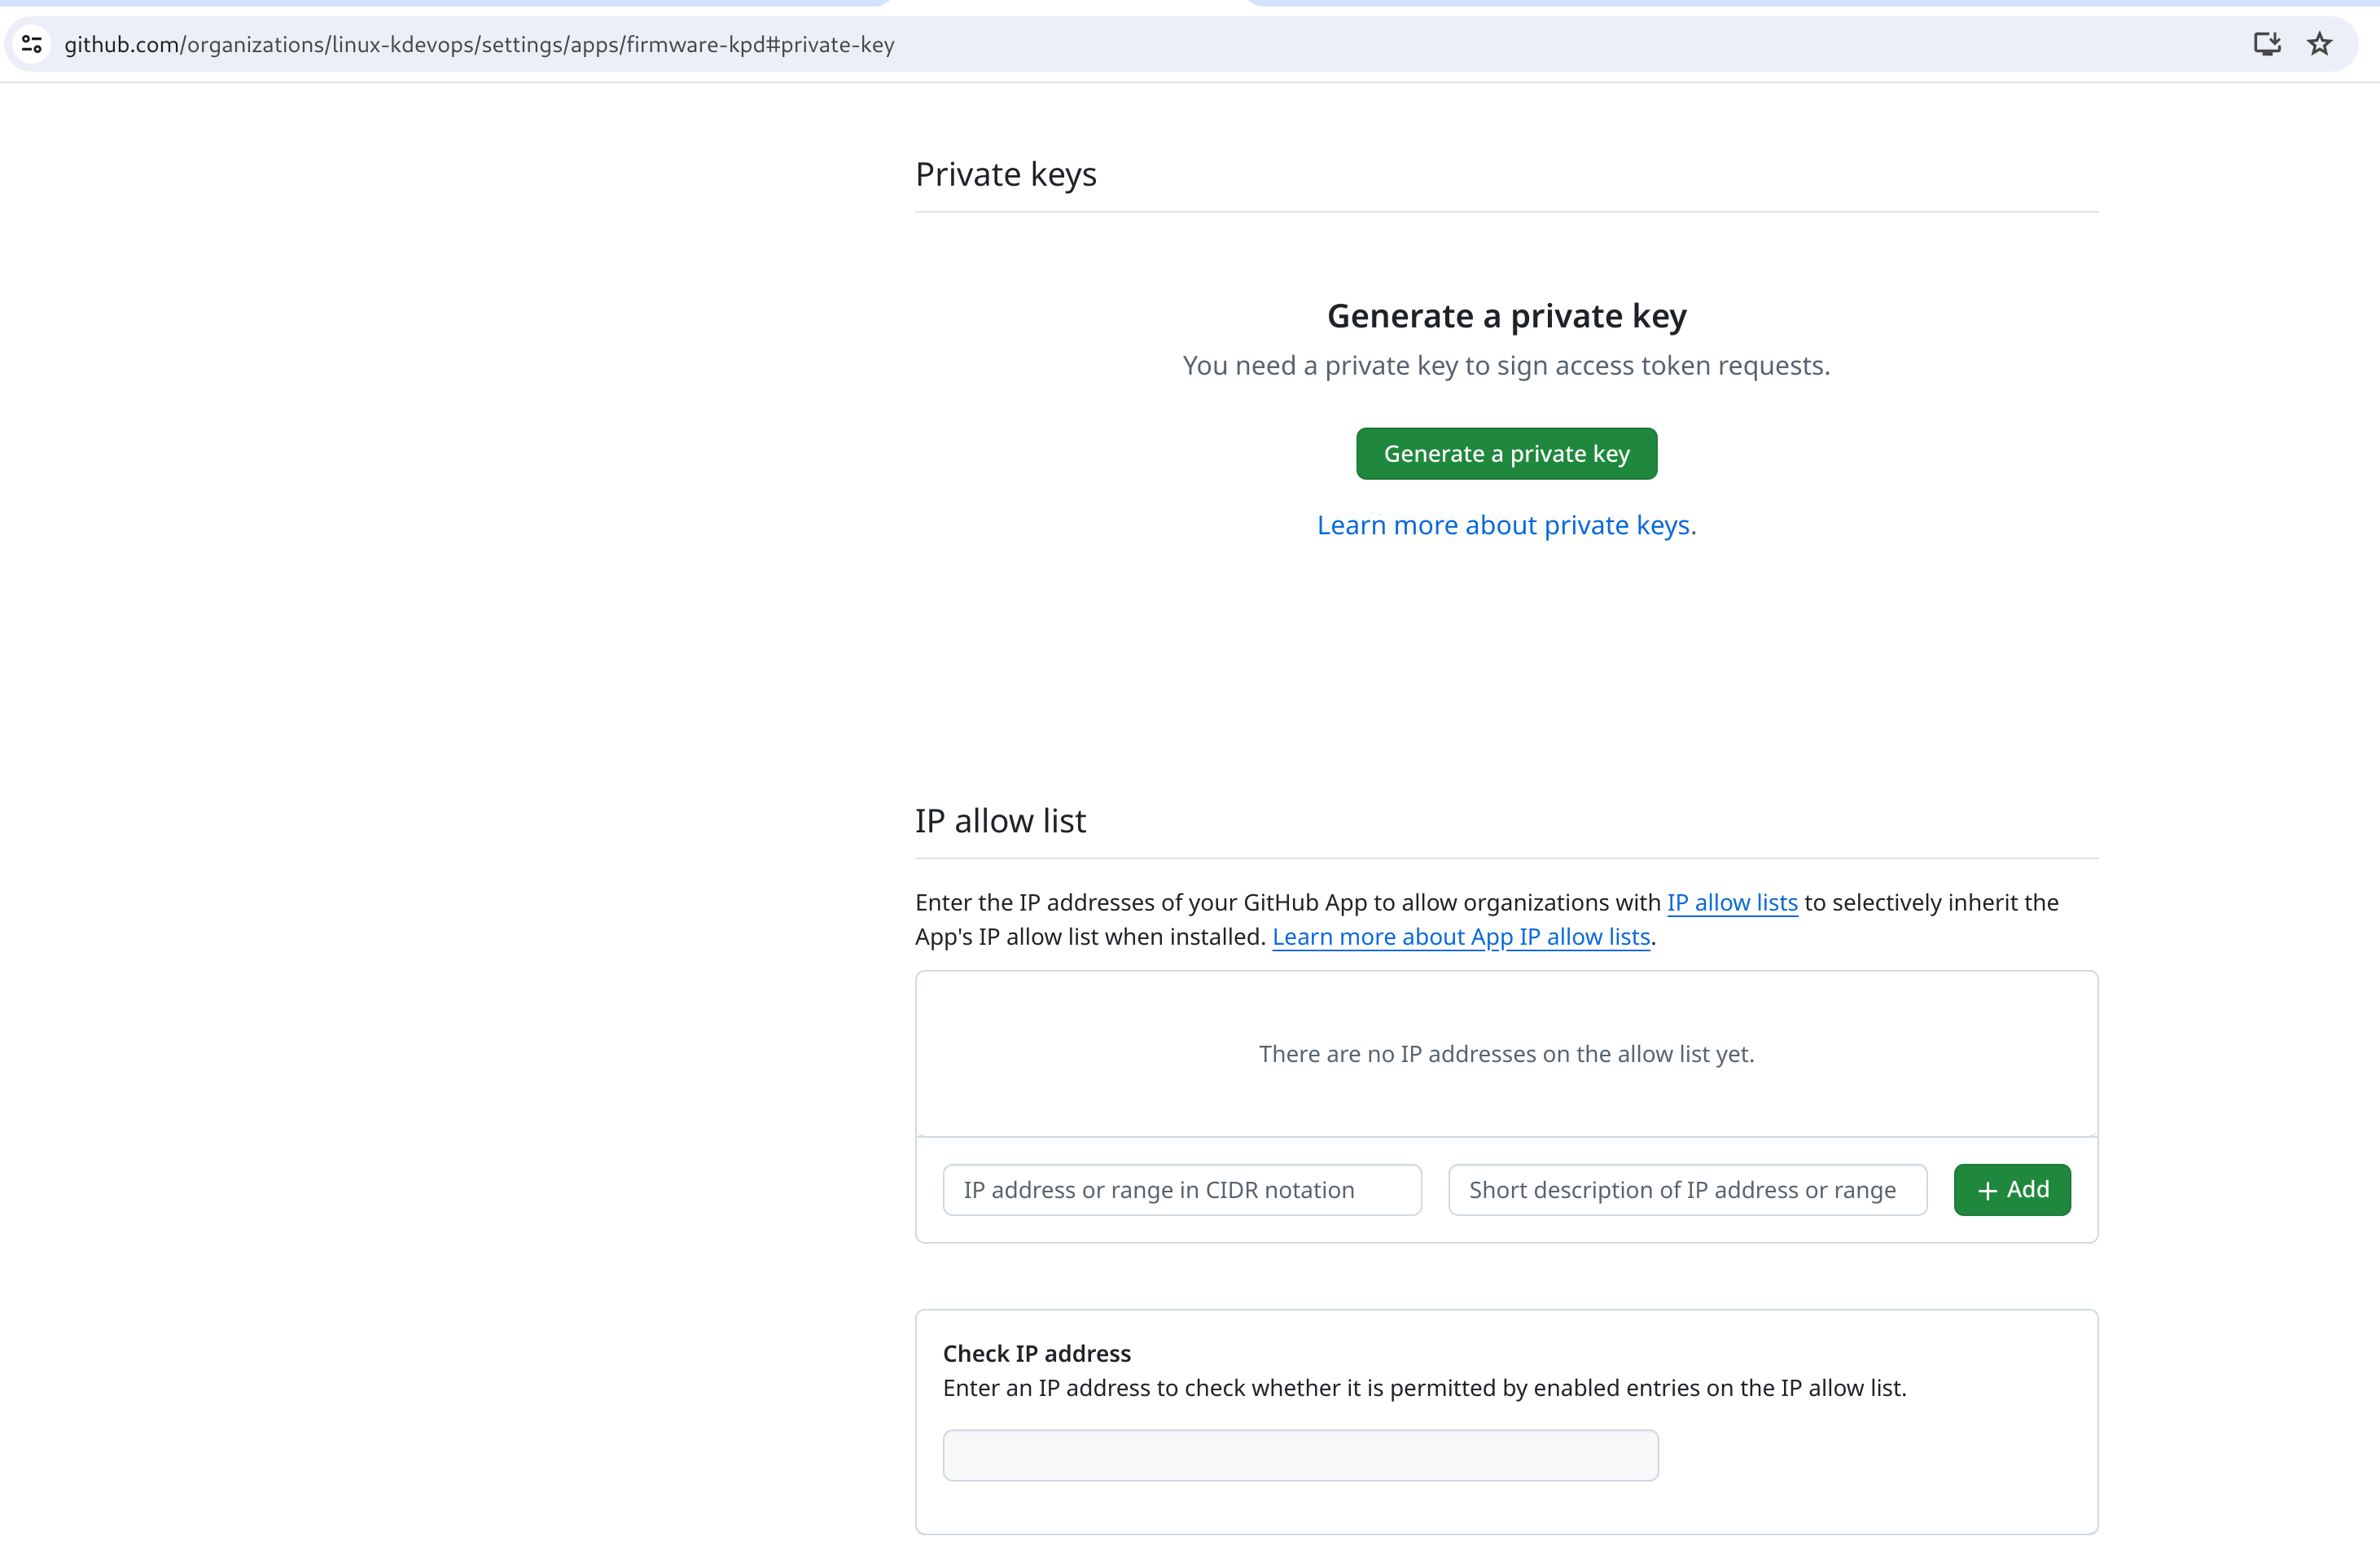 github.com/organizations/linux-kdevops/settings/apps/firmware-kpd#private-key
Private keys
Generate a private key
You need a private key to sign access token requests.
Generate a private key
Learn more about private keys.
IP allow list
Enter the IP addresses of your GitHub App to allow organizations with IP allow lists to selectively inherit the
App's IP allow list when installed. Learn more about App IP allow lists.
There are no IP addresses on the allow list yet.
IP address or range in CIDR notation
Short description of IP address or range
Add
Check IP address
Enter an IP address to check whether it is permitted by enabled entries on the IP allow list.